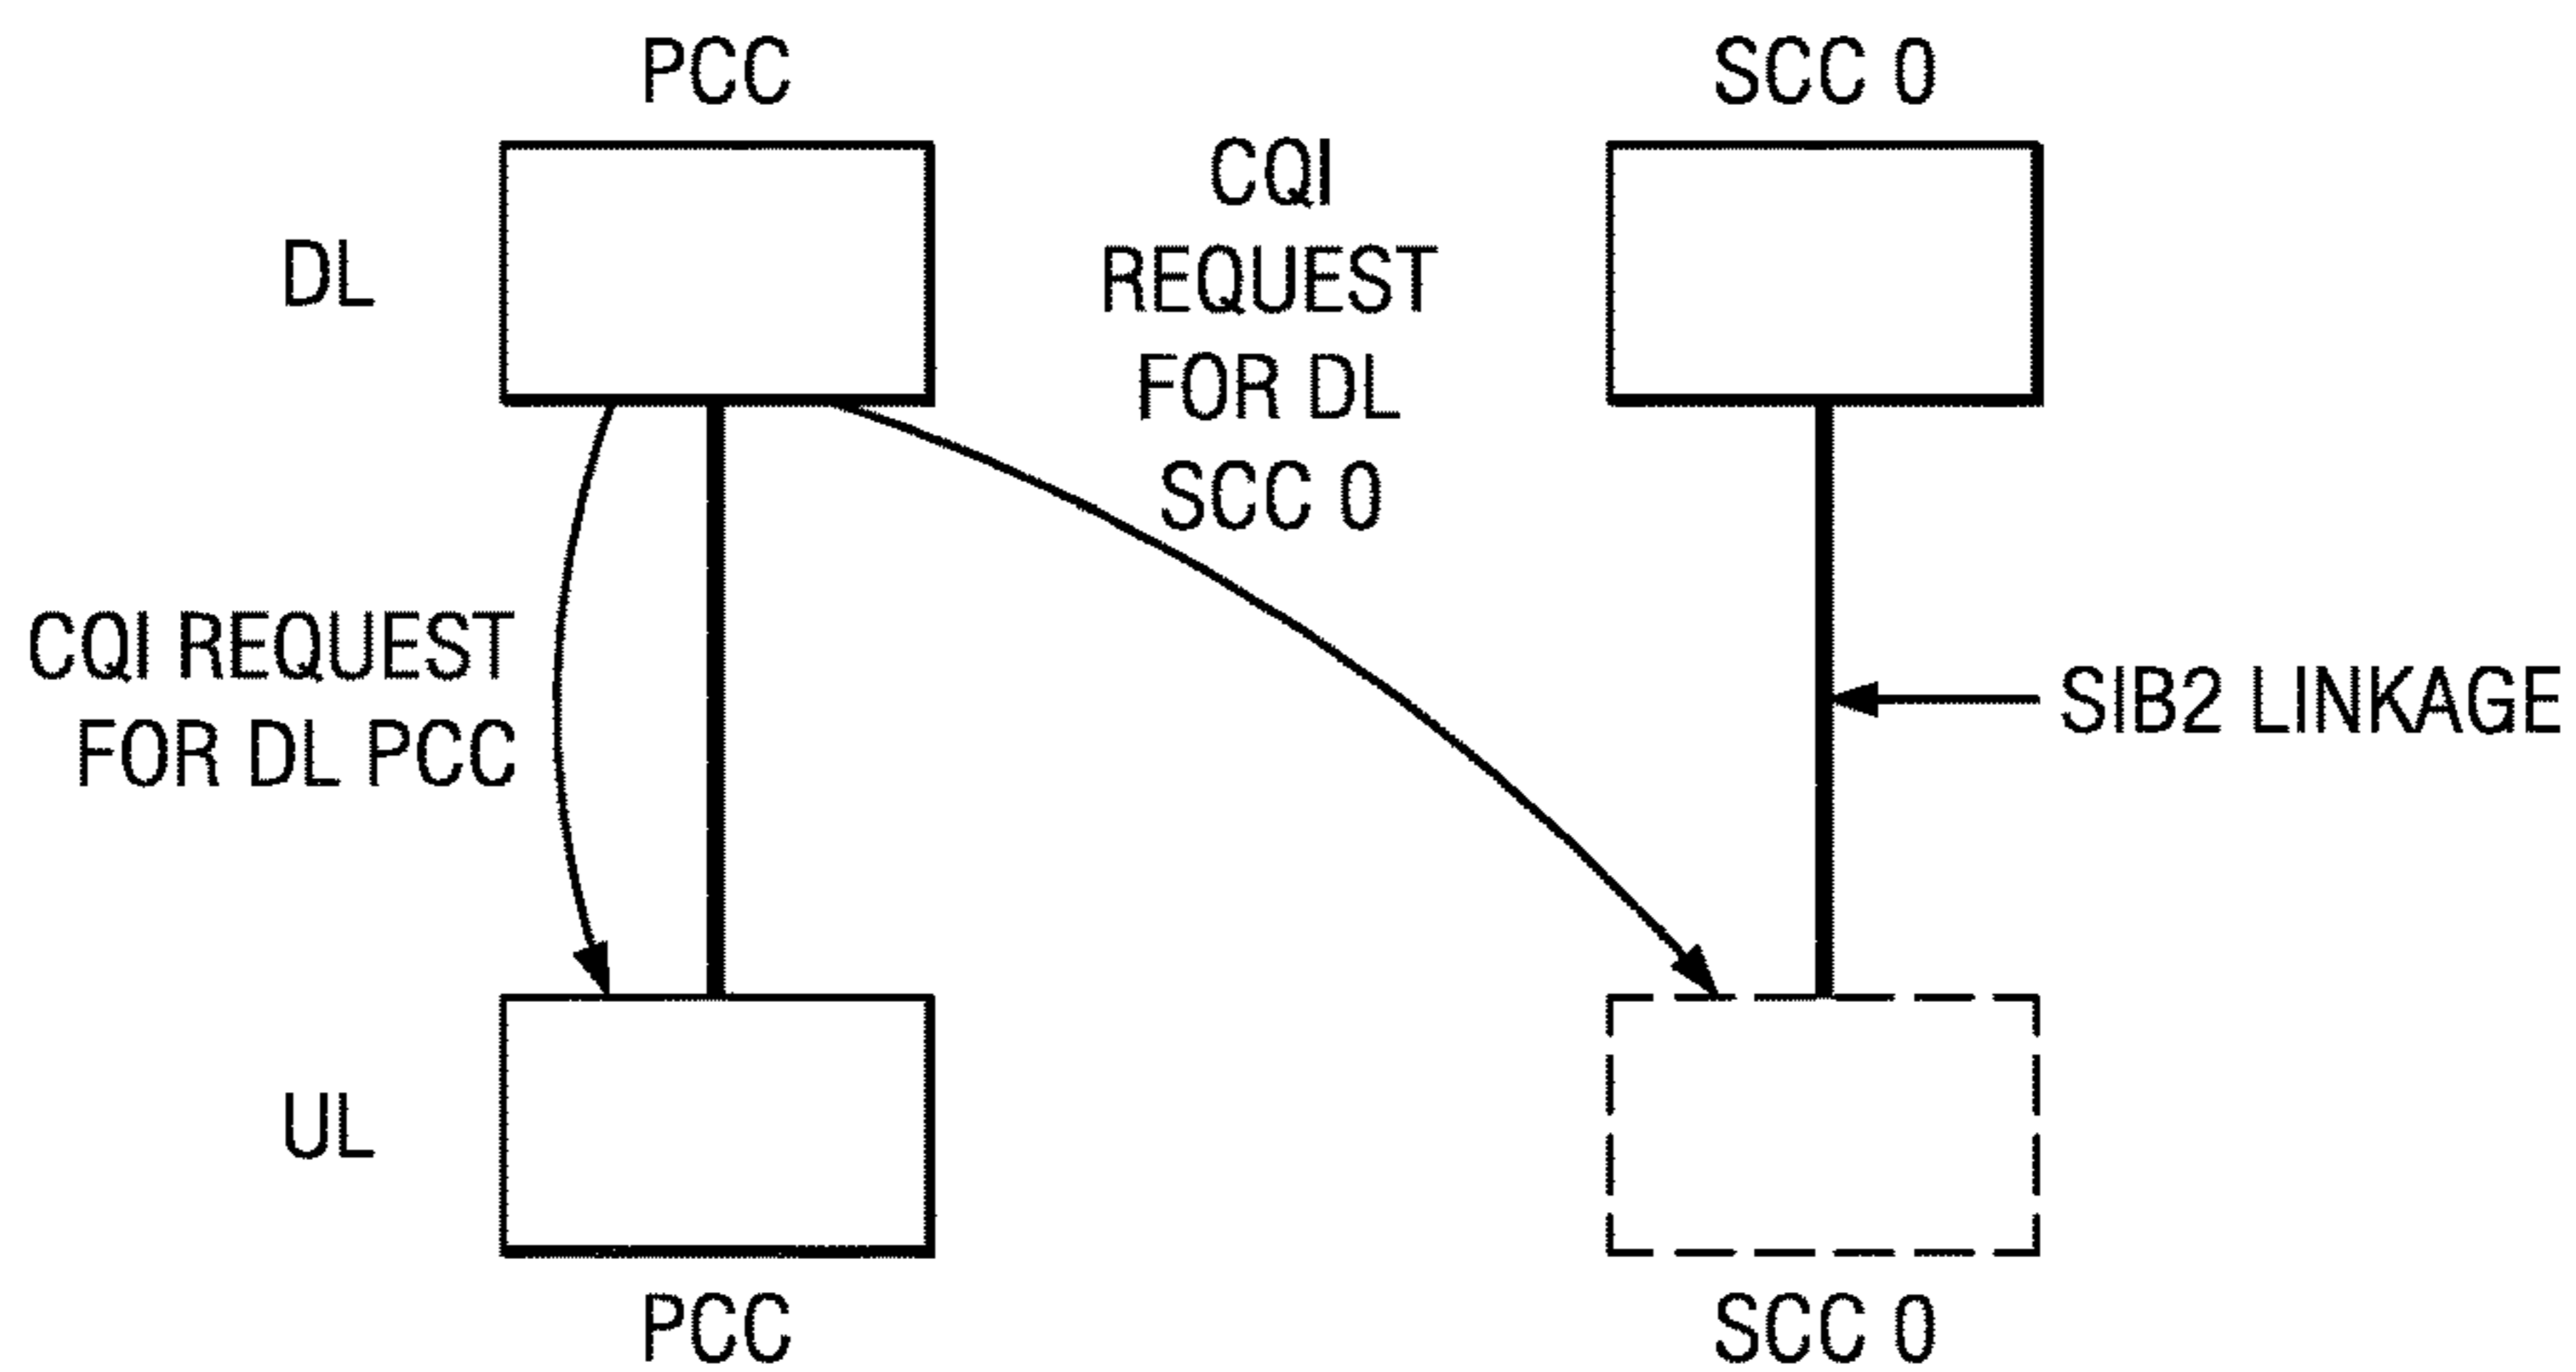 PCC
SCC 0
DL
CQI
REQUEST
FOR DL
SCC 0
CQI REQUEST
FOR DL PCC
SIB2 LINKAGE
UL
PCC
SCC 0